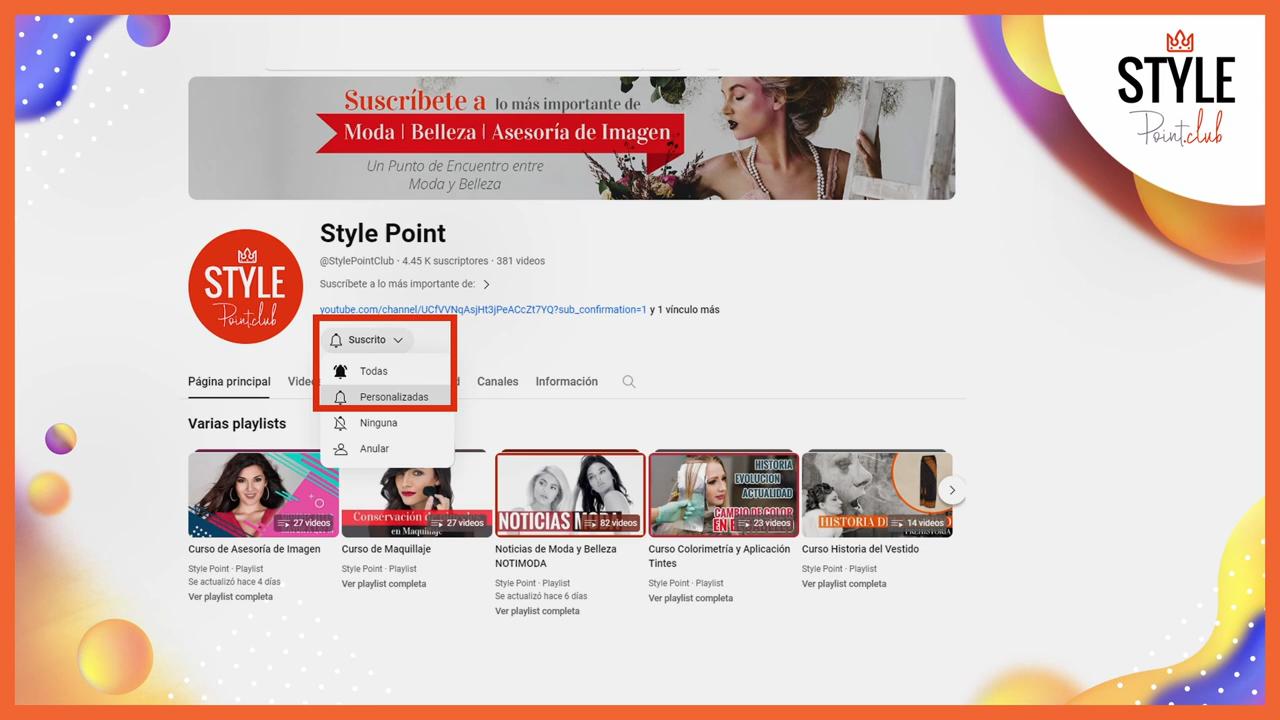 STYLE
Point.club
Suscríbete a lo más importante de
Moda | Belleza | Asesoría de Imagen
Un Punto de Encuentro entre
Moda y Belleza
STYLE
Point.club
Style Point
@StylePointClub · 4.45 K suscriptores · 381 videos
Suscríbete a lo más importante de:
youtube.com/channel/UCfVVNqAsjHt3jPeACcZt7YQ?sub_confirmation=1 y 1 vínculo más
Suscrito
Todas
Personalizadas
Ninguna
Anular
Página principal
Canales
Información
Varias playlists
27 videos
Conservación
en Maquillaje
27 videos
NOTICIAS MODA
82 videos
HISTORIA
EVOLUCION
ACTUALIDAD
CAMBIO DE COLOR
23 videos
HISTORIA
14 videos
PREHISTORIA
Curso de Asesoría de Imagen
Style Point · Playlist
Se actualizó hace 4 días
Ver playlist completa
Curso de Maquillaje
Style Point · Playlist
Ver playlist completa
Noticias de Moda y Belleza
NOTIMODA
Style Point · Playlist
Se actualizó hace 6 días
Ver playlist completa
Curso Colorimetría y Aplicación
Tintes
Style Point · Playlist
Ver playlist completa
Curso Historia del Vestido
Style Point · Playlist
Ver playlist completa